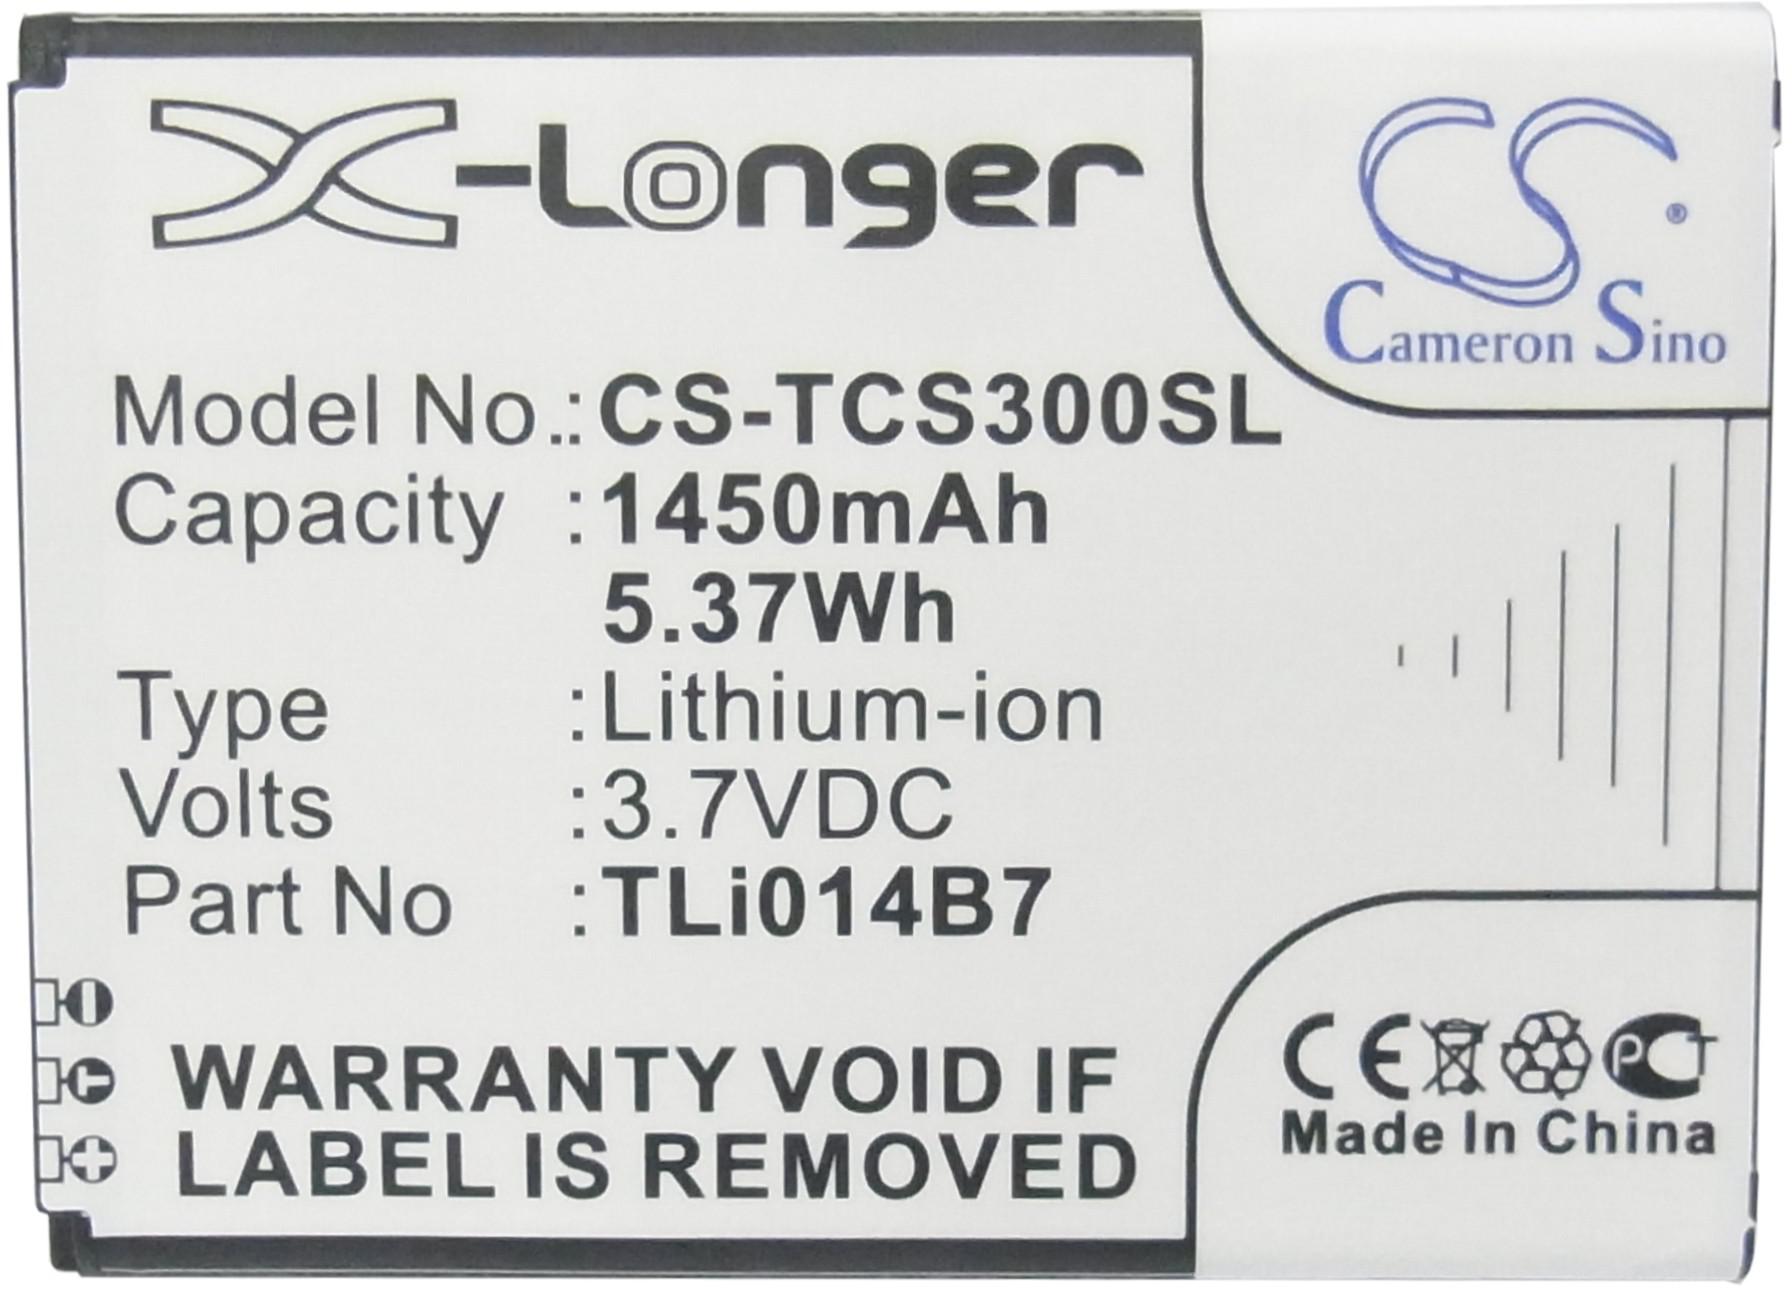 X-Longer
CS ®
Cameron Sino
Model No.: CS-TCS300SL
Capacity : 1450mAh
5.37Wh
Type : Lithium-ion
Volts : 3.7VDC
Part No : TLi014B7
WARRANTY VOID IF
LABEL IS REMOVED
CE PCT
Made In China